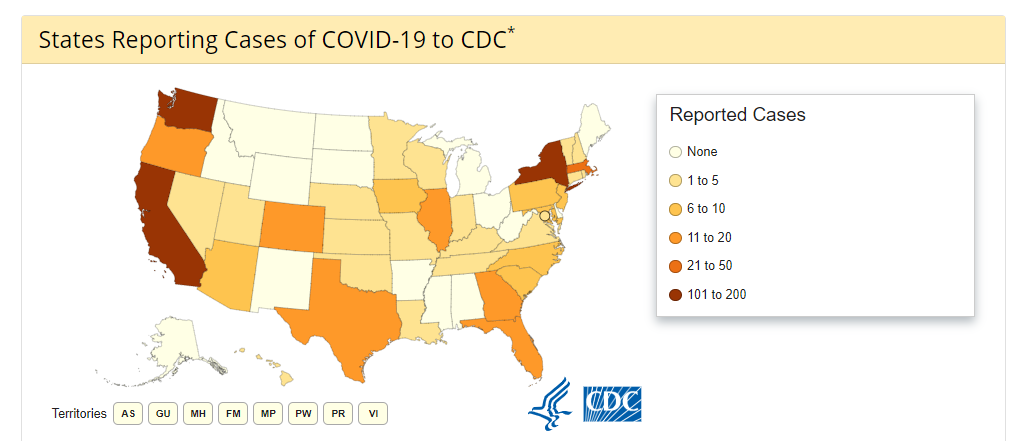 States Reporting Cases of COVID-19 to CDC*
Reported Cases
None
1 to 5
6 to 10
11 to 20
21 to 50
101 to 200
CDC
Territories AS GU MH FM MP PW PR VI